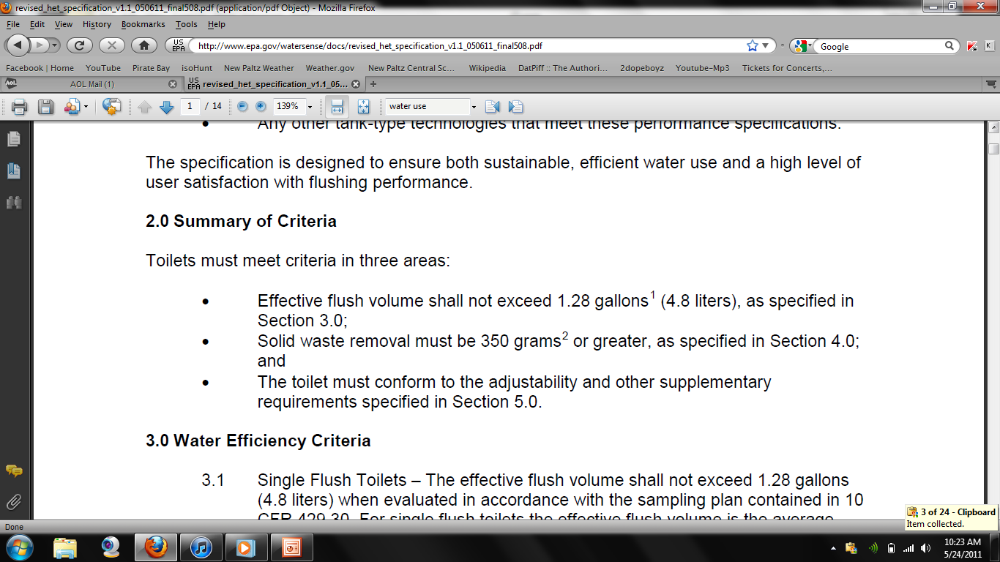 revised_het_specification_v1.1_050611_final508.pdf (application/pdf Object) - Mozilla Firefox
File Edit View History Bookmarks Tools Help
US EPA http://www.epa.gov/watersense/docs/revised_het_specification_v1.1_050611_final508.pdf Google
Facebook | Home YouTube Pirate Bay isoHunt New Paltz Weather Weather.gov New Paltz Central Sc... Wikipedia DatPiff :: The Authori... 2dopeboyz Youtube-Mp3 Tickets for Concerts,...
Aol. AOL Mail (1) US EPA revised_het_specification_v1.1_05...
1 / 14 139% water use
• Any other tank-type technologies that meet these performance specifications.
The specification is designed to ensure both sustainable, efficient water use and a high level of
user satisfaction with flushing performance.
2.0 Summary of Criteria
Toilets must meet criteria in three areas:
• Effective flush volume shall not exceed 1.28 gallons1 (4.8 liters), as specified in
Section 3.0;
• Solid waste removal must be 350 grams2 or greater, as specified in Section 4.0;
and
• The toilet must conform to the adjustability and other supplementary
requirements specified in Section 5.0.
3.0 Water Efficiency Criteria
3.1 Single Flush Toilets – The effective flush volume shall not exceed 1.28 gallons
(4.8 liters) when evaluated in accordance with the sampling plan contained in 10
CFR 429.30. For single flush toilets the effective flush volume is the average
3 of 24 - Clipboard
Item collected.
Done
10:23 AM
5/24/2011